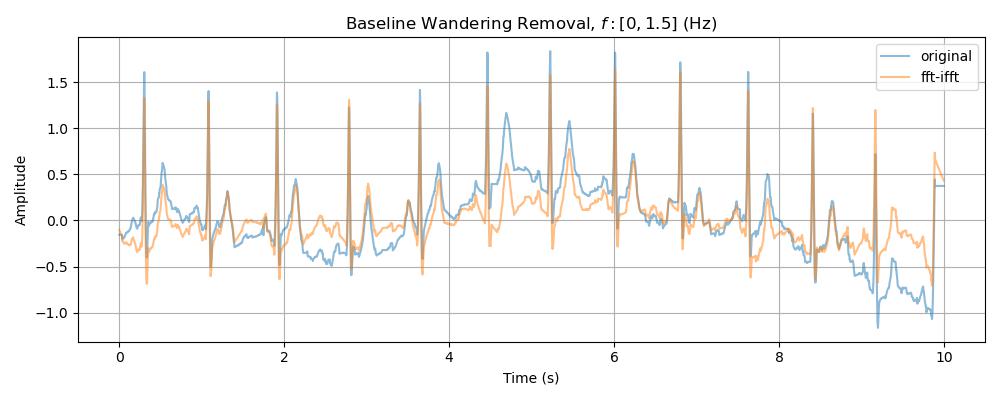 Baseline Wandering Removal, f: [0, 1.5] (Hz)
original
fft-ifft
Amplitude
1.5
1.0
0.5
0.0
−0.5
−1.0
0 2 4 6 8 10
Time (s)